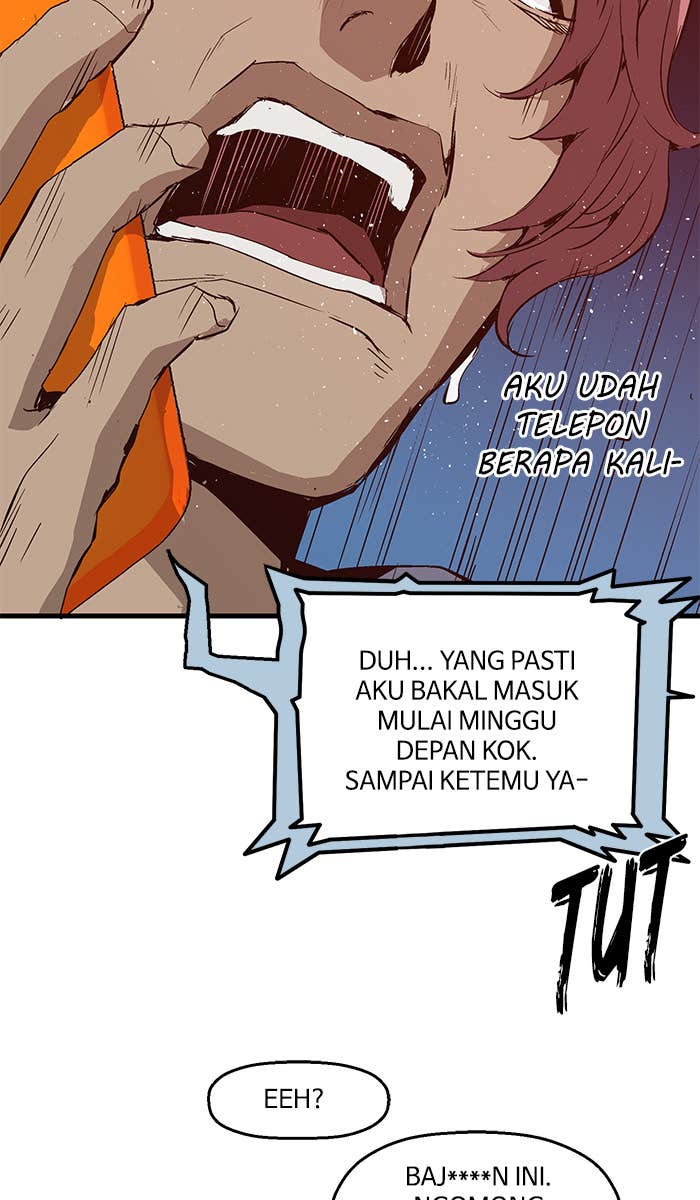 AKU UDAH
TELEPON
BERAPA KALI-
DUH... YANG PASTI
AKU BAKAL MASUK
MULAI MINGGU
DEPAN KOK.
SAMPAI KETEMU YA-
TUT
EEH?
BAJ****N INI.
NGOMONG